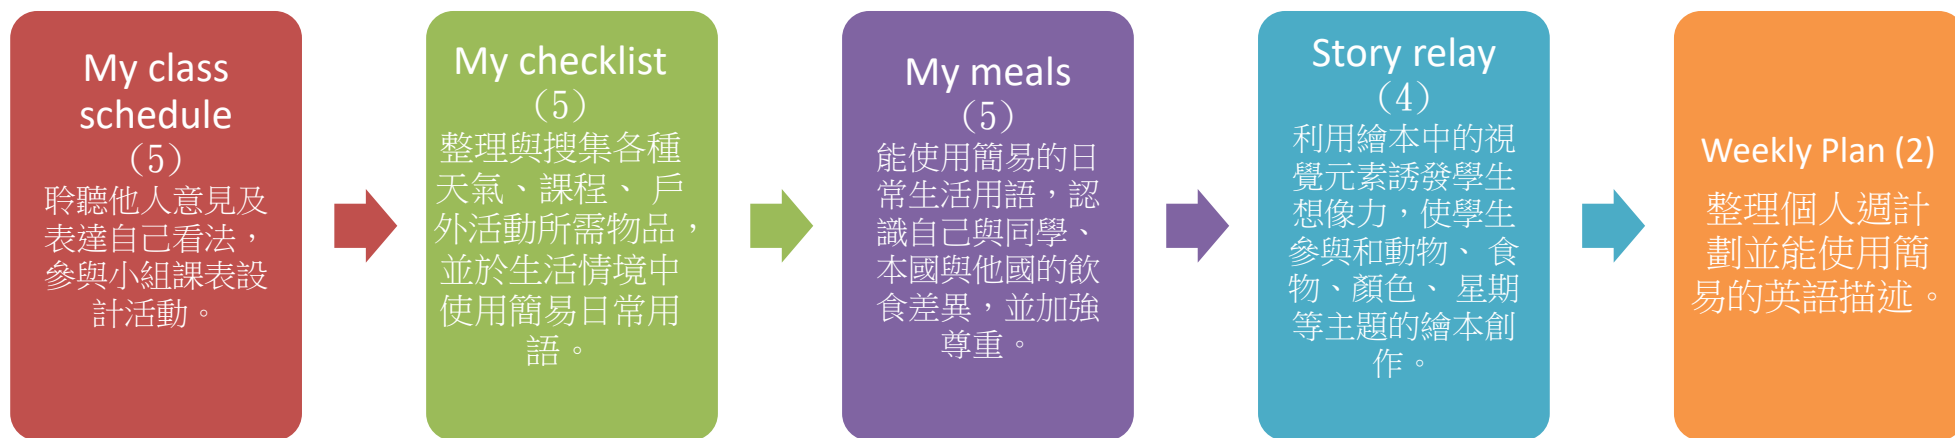 My class
schedule
（5）
聆聽他人意見及
表達自己看法，
參與小組課表設
計活動。
My checklist
（5）
整理與搜集各種
天氣、課程、 戶
外活動所需物品，
並於生活情境中
使用簡易日常用
語。
My meals
（5）
能使用簡易的日
常生活用語，認
識自己與同學、
本國與他國的飲
食差異，並加強
尊重。
Story relay
（4）
利用繪本中的視
覺元素誘發學生
想像力，使學生
參與和動物、 食
物、顏色、 星期
等主題的繪本創
作。
Weekly Plan (2)
整理個人週計
劃並能使用簡
易的英語描述。